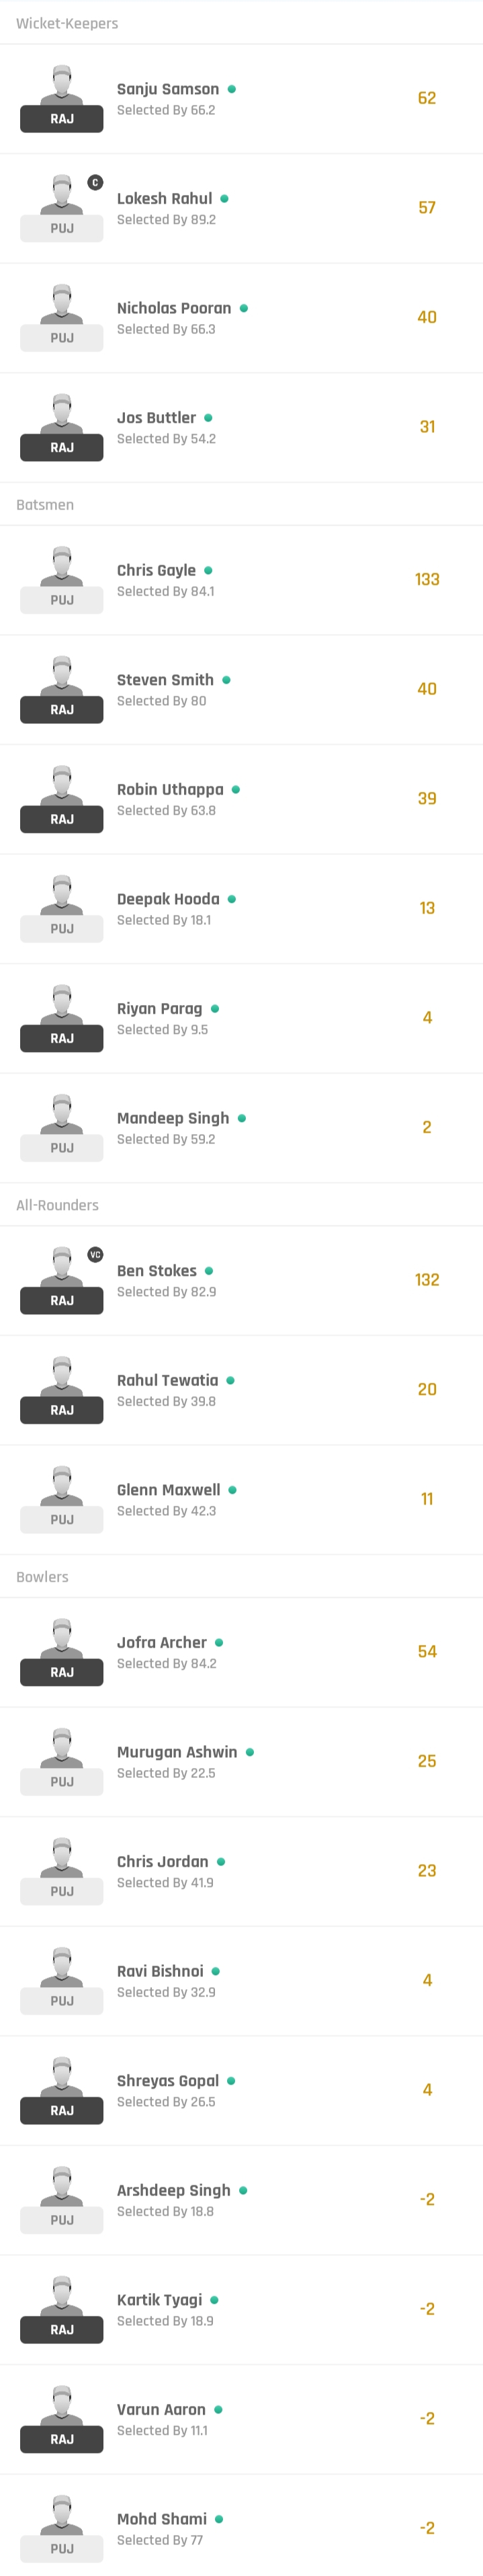 Wicket-Keepers
Sanju Samson
Selected By 66.2
RAJ
62
C
Lokesh Rahul
Selected By 89.2
PUJ
57
Nicholas Pooran
Selected By 66.3
PUJ
40
Jos Buttler
Selected By 54.2
RAJ
31
Batsmen
Chris Gayle
Selected By 84.1
PUJ
133
Steven Smith
Selected By 80
RAJ
40
Robin Uthappa
Selected By 63.8
RAJ
39
Deepak Hooda
Selected By 18.1
PUJ
13
Riyan Parag
Selected By 9.5
RAJ
4
Mandeep Singh
Selected By 59.2
PUJ
2
All-Rounders
VC
Ben Stokes
Selected By 82.9
RAJ
132
Rahul Tewatia
Selected By 39.8
RAJ
20
Glenn Maxwell
Selected By 42.3
PUJ
11
Bowlers
Jofra Archer
Selected By 84.2
RAJ
54
Murugan Ashwin
Selected By 22.5
PUJ
25
Chris Jordan
Selected By 41.9
PUJ
23
Ravi Bishnoi
Selected By 32.9
PUJ
4
Shreyas Gopal
Selected By 26.5
RAJ
4
Arshdeep Singh
Selected By 18.8
PUJ
-2
Kartik Tyagi
Selected By 18.9
RAJ
-2
Varun Aaron
Selected By 11.1
RAJ
-2
Mohd Shami
Selected By 77
PUJ
-2